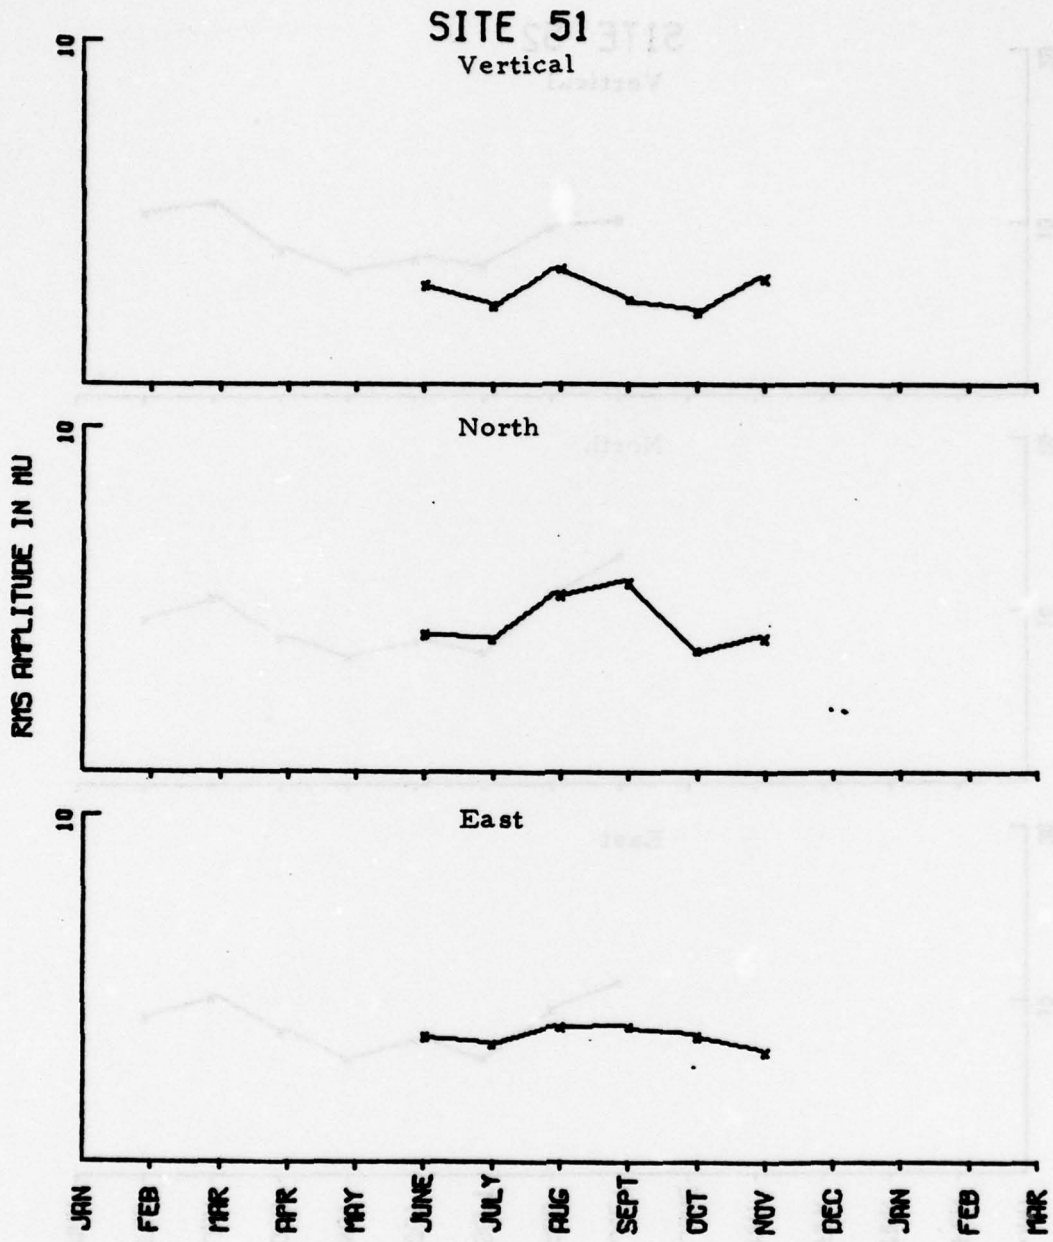 SITE 51
Vertical
10
North
10
RMS AMPLITUDE IN MU
East
10
JAN
FEB
MAR
APR
MAY
JUNE
JULY
AUG
SEPT
OCT
NOV
DEC
JAN
FEB
MAR